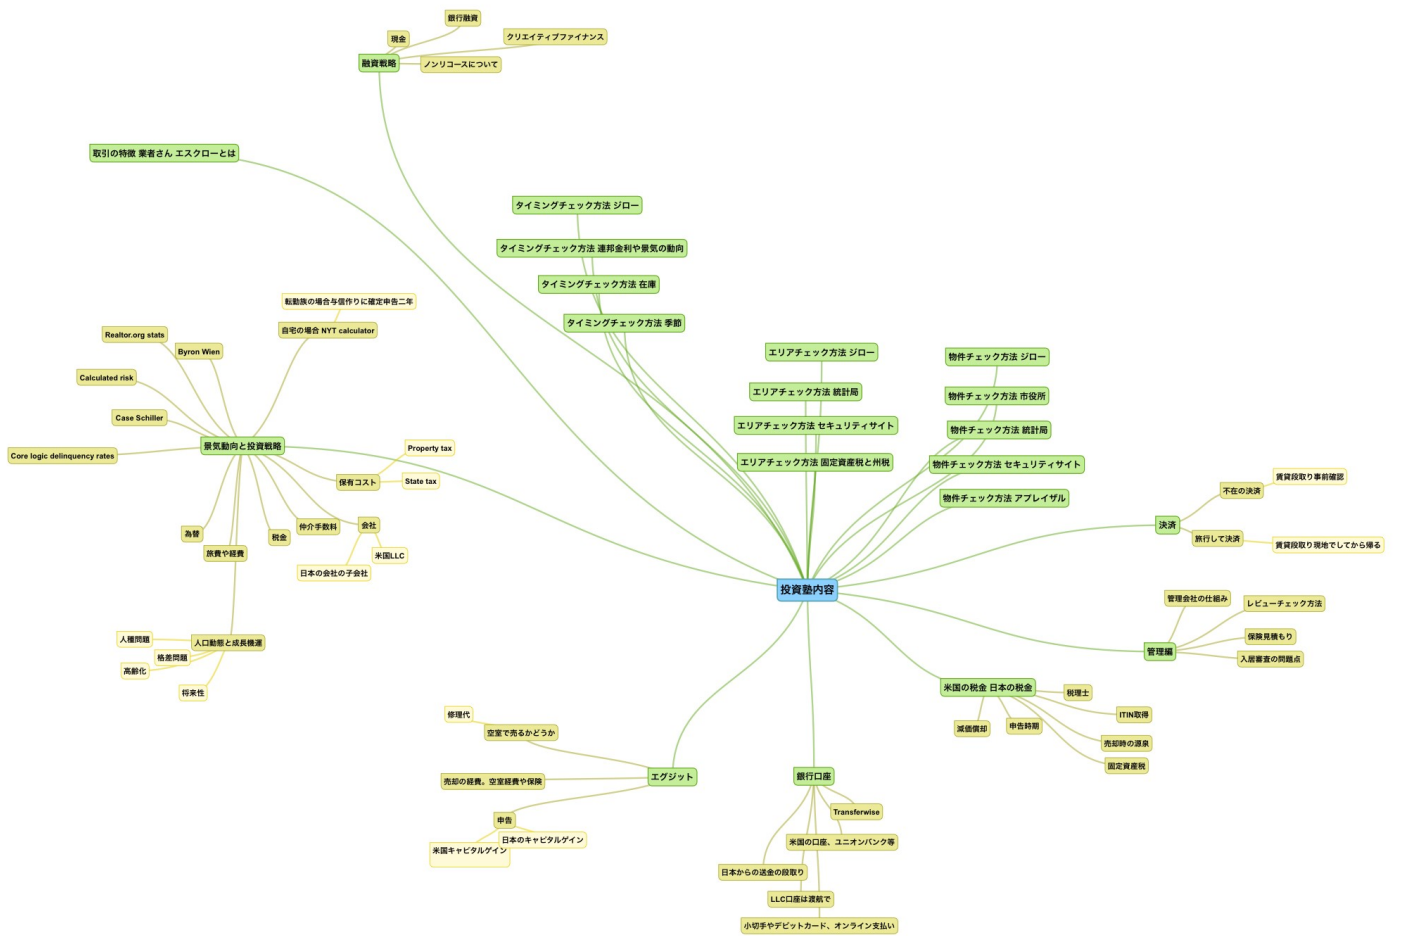 銀行融資
現金
クリエイティブファイナンス
融資戦略
ノンリコースについて
取引の特徴 業者さん エスクローとは
タイミングチェック方法 ジロー
タイミングチェック方法 連邦金利や景気の動向
タイミングチェック方法 在庫
タイミングチェック方法 季節
転勤族の場合与信作りに確定申告二年
自宅の場合 NYT calculator
Realtor.org stats
Byron Wien
Calculated risk
Case Schiller
景気動向と投資戦略
Core logic delinquency rates
Property tax
保有コスト
State tax
為替
旅費や経費
税金
仲介手数料
会社
米国LLC
日本の会社の子会社
人口動態と成長機運
人種問題
格差問題
高齢化
将来性
エリアチェック方法 ジロー
エリアチェック方法 統計局
エリアチェック方法 セキュリティサイト
エリアチェック方法 固定資産税と州税
物件チェック方法 ジロー
物件チェック方法 市役所
物件チェック方法 統計局
物件チェック方法 セキュリティサイト
物件チェック方法 アプレイザル
賃貸段取り事前確認
不在の決済
決済
旅行して決済
賃貸段取り現地でしてから帰る
投資塾内容
管理会社の仕組み
レビューチェック方法
保険見積もり
管理編
入居審査の問題点
米国の税金 日本の税金
税理士
ITIN取得
減価償却
申告時期
売却時の源泉
固定資産税
修理代
空室で売るかどうか
エグジット
売却の経費。空室経費や保険
申告
日本のキャピタルゲイン
米国キャピタルゲイン
銀行口座
Transferwise
米国の口座、ユニオンバンク等
日本からの送金の段取り
LLC口座は渡航で
小切手やデビットカード、オンライン支払い